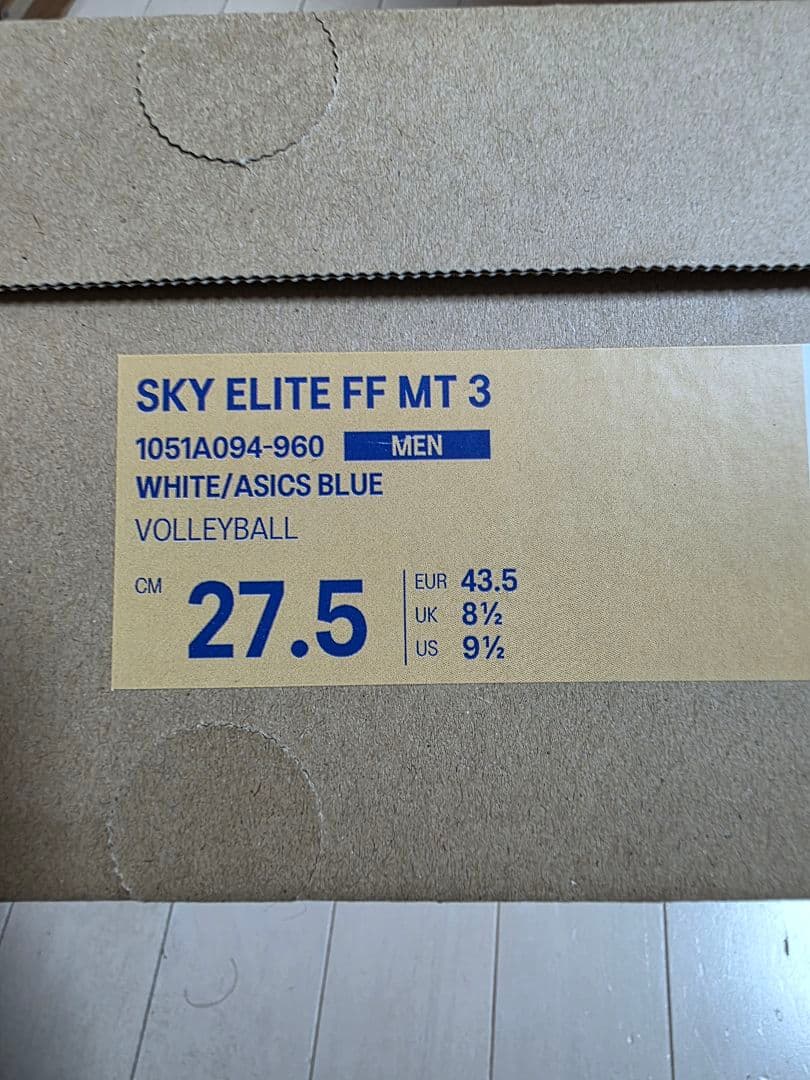 SKY ELITE FF MT 3
1051A094-960 MEN
WHITE/ASICS BLUE
VOLLEYBALL
CM 27.5
EUR 43.5
UK 8½
US 9½